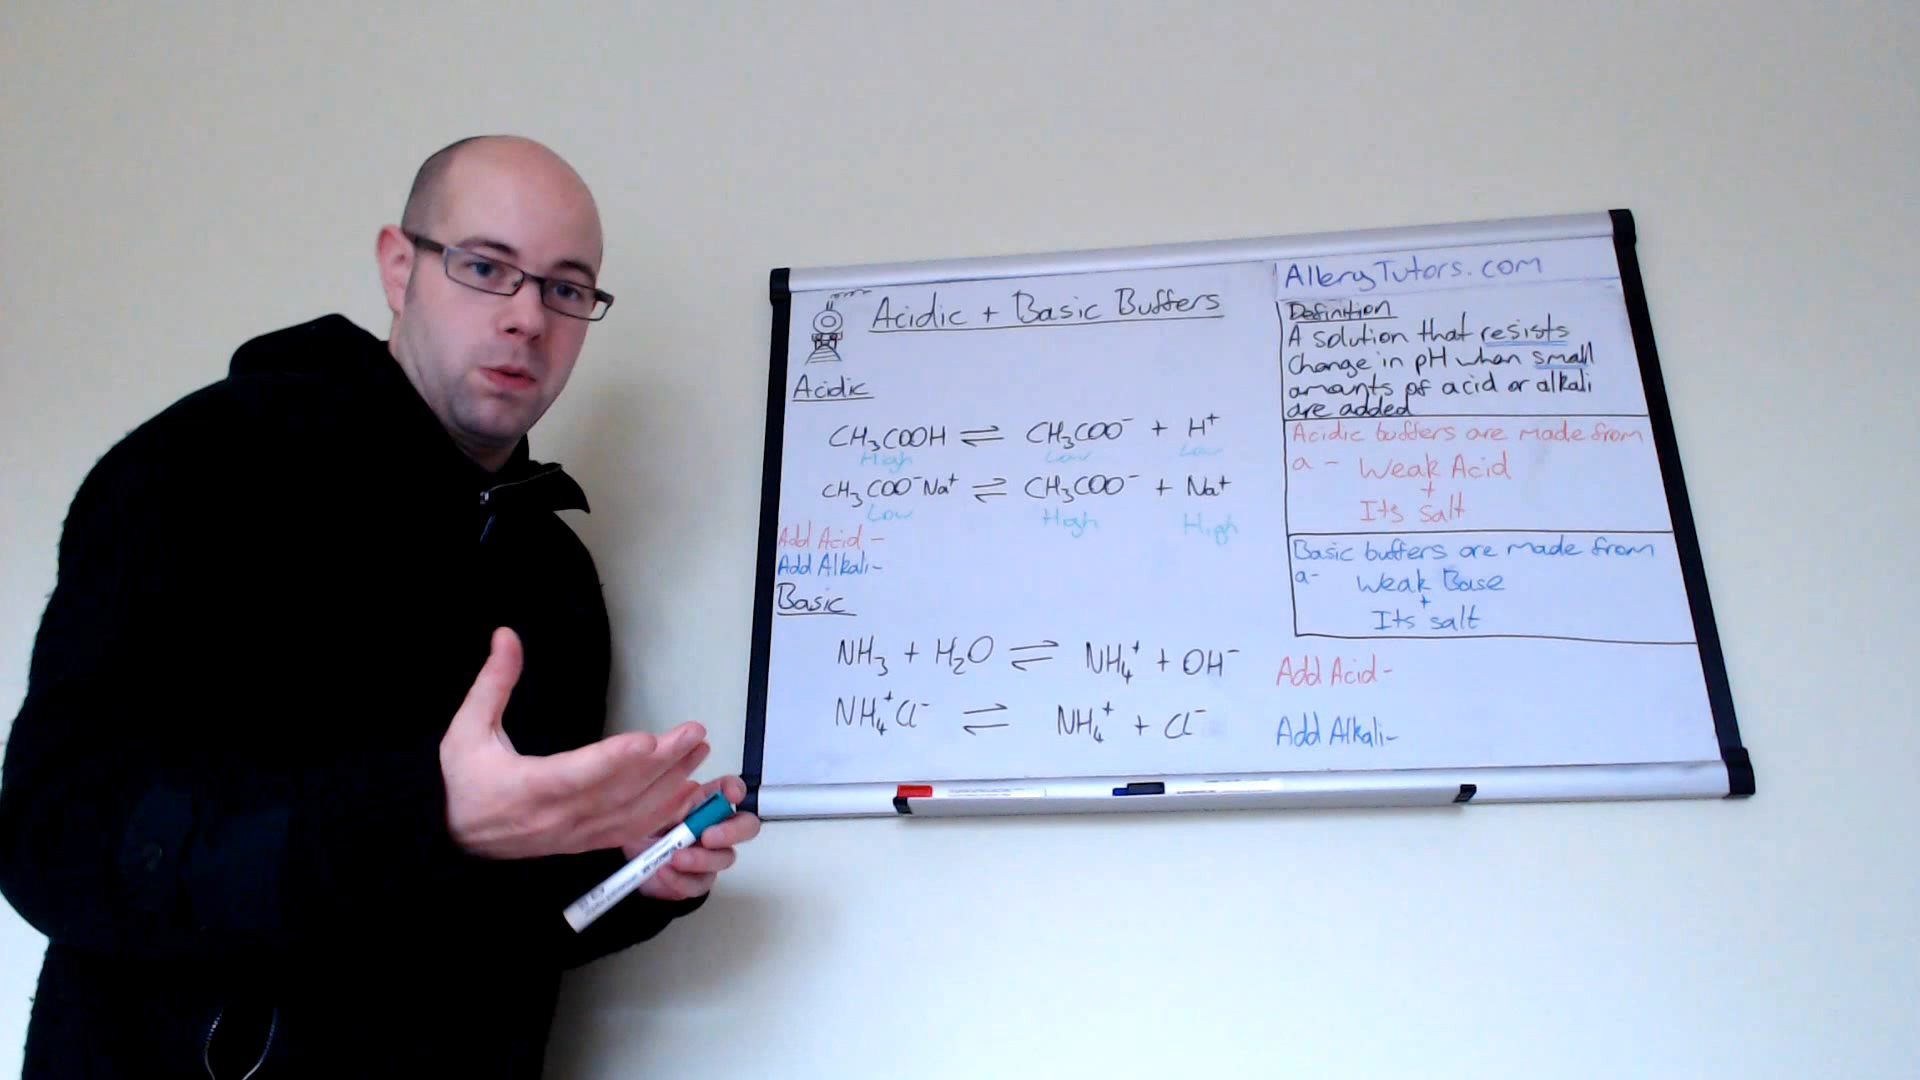 Acidic + Basic Buffers
Acidic
CH₃COOH ⇌ CH₃COO⁻ + H⁺
High Low Low
CH₃COO⁻Na⁺ ⇌ CH₃COO⁻ + Na⁺
Low High High
Add Acid -
Add Alkali -
Basic
NH₃ + H₂O ⇌ NH₄⁺ + OH⁻
NH₄⁺Cl⁻ ⇌ NH₄⁺ + Cl⁻
AlleryTutors.com
Definition
A solution that resists
change in pH when small
amounts of acid or alkali
are added
Acidic buffers are made from
a - Weak Acid
+
Its salt
Basic buffers are made from
a - Weak Base
+
Its salt
Add Acid -
Add Alkali -